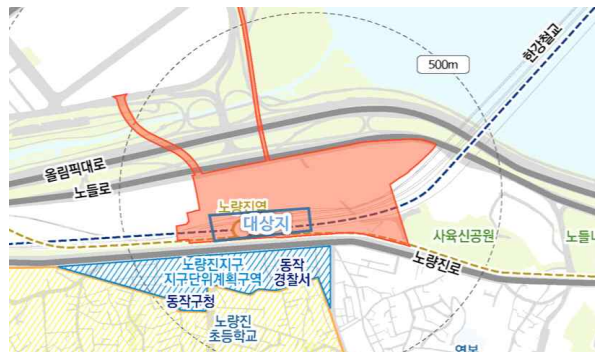 500m
한강철교
올림픽대로
노들로
노량진역
대상지
사육신공원
노들나
노량진로
노량진지구
지구단위계획구역
동작
경찰서
동작구청
노량진
초등학교